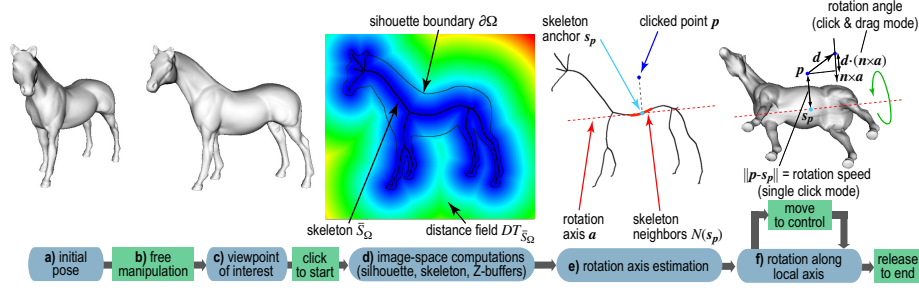 sihouette boundary ∂Ω
skeleton S̄Ω
distance field DT S̄Ω
skeleton
anchor sₚ
clicked point p
rotation
axis a
skeleton
neighbors N(sₚ)
rotation angle
(click & drag mode)
d
d·(n×a)
p
n×a
sₚ
||p-sₚ|| = rotation speed
(single click mode)
move
to control
a) initial
pose
b) free
manipulation
c) viewpoint
of interest
click
to start
d) image-space computations
(silhouette, skeleton, Z-buffers)
e) rotation axis estimation
f) rotation along
local axis
release
to end